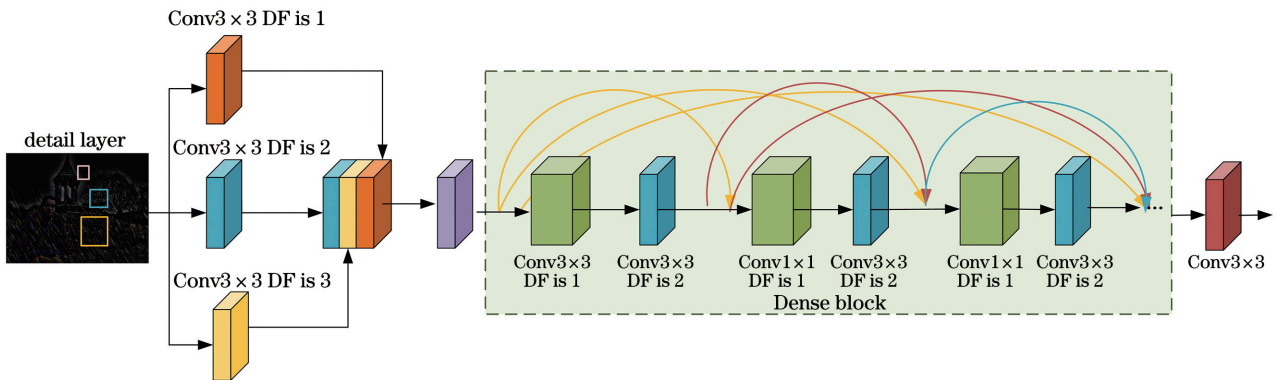 Conv3×3 DF is 1
detail layer
Conv3×3 DF is 2
Conv3×3 DF is 3
Conv3×3
DF is 1
Conv3×3
DF is 2
Conv1×1
DF is 1
Conv3×3
DF is 2
Conv1×1
DF is 1
Conv3×3
DF is 2
...
Dense block
Conv3×3